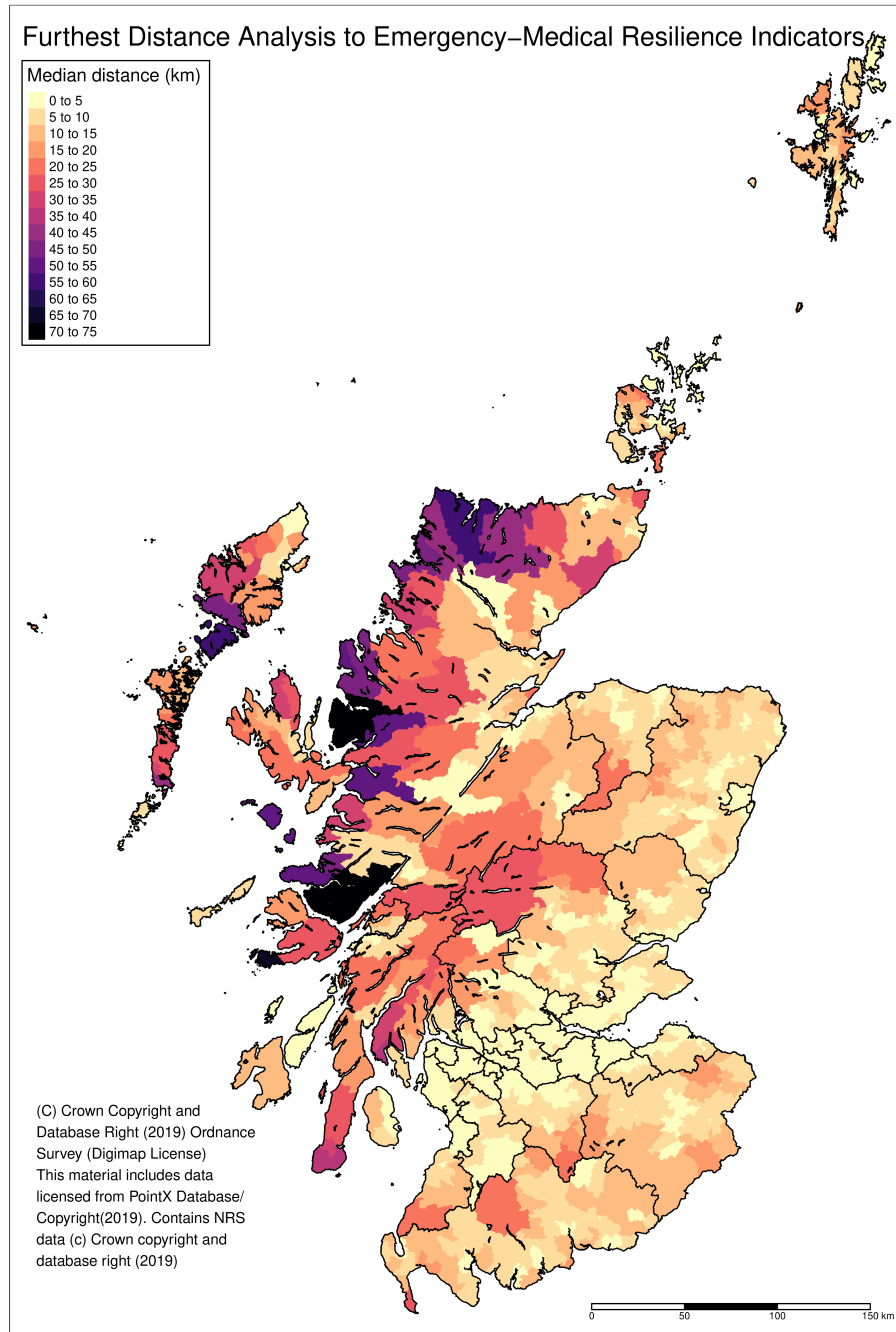 Furthest Distance Analysis to Emergency−Medical Resilience Indicators
Median distance (km)
0 to 5
5 to 10
10 to 15
15 to 20
20 to 25
25 to 30
30 to 35
35 to 40
40 to 45
45 to 50
50 to 55
55 to 60
60 to 65
65 to 70
70 to 75
(C) Crown Copyright and
Database Right (2019) Ordnance
Survey (Digimap License)
This material includes data
licensed from PointX Database/
Copyright(2019). Contains NRS
data (c) Crown copyright and
database right (2019)
0 50 100 150 km